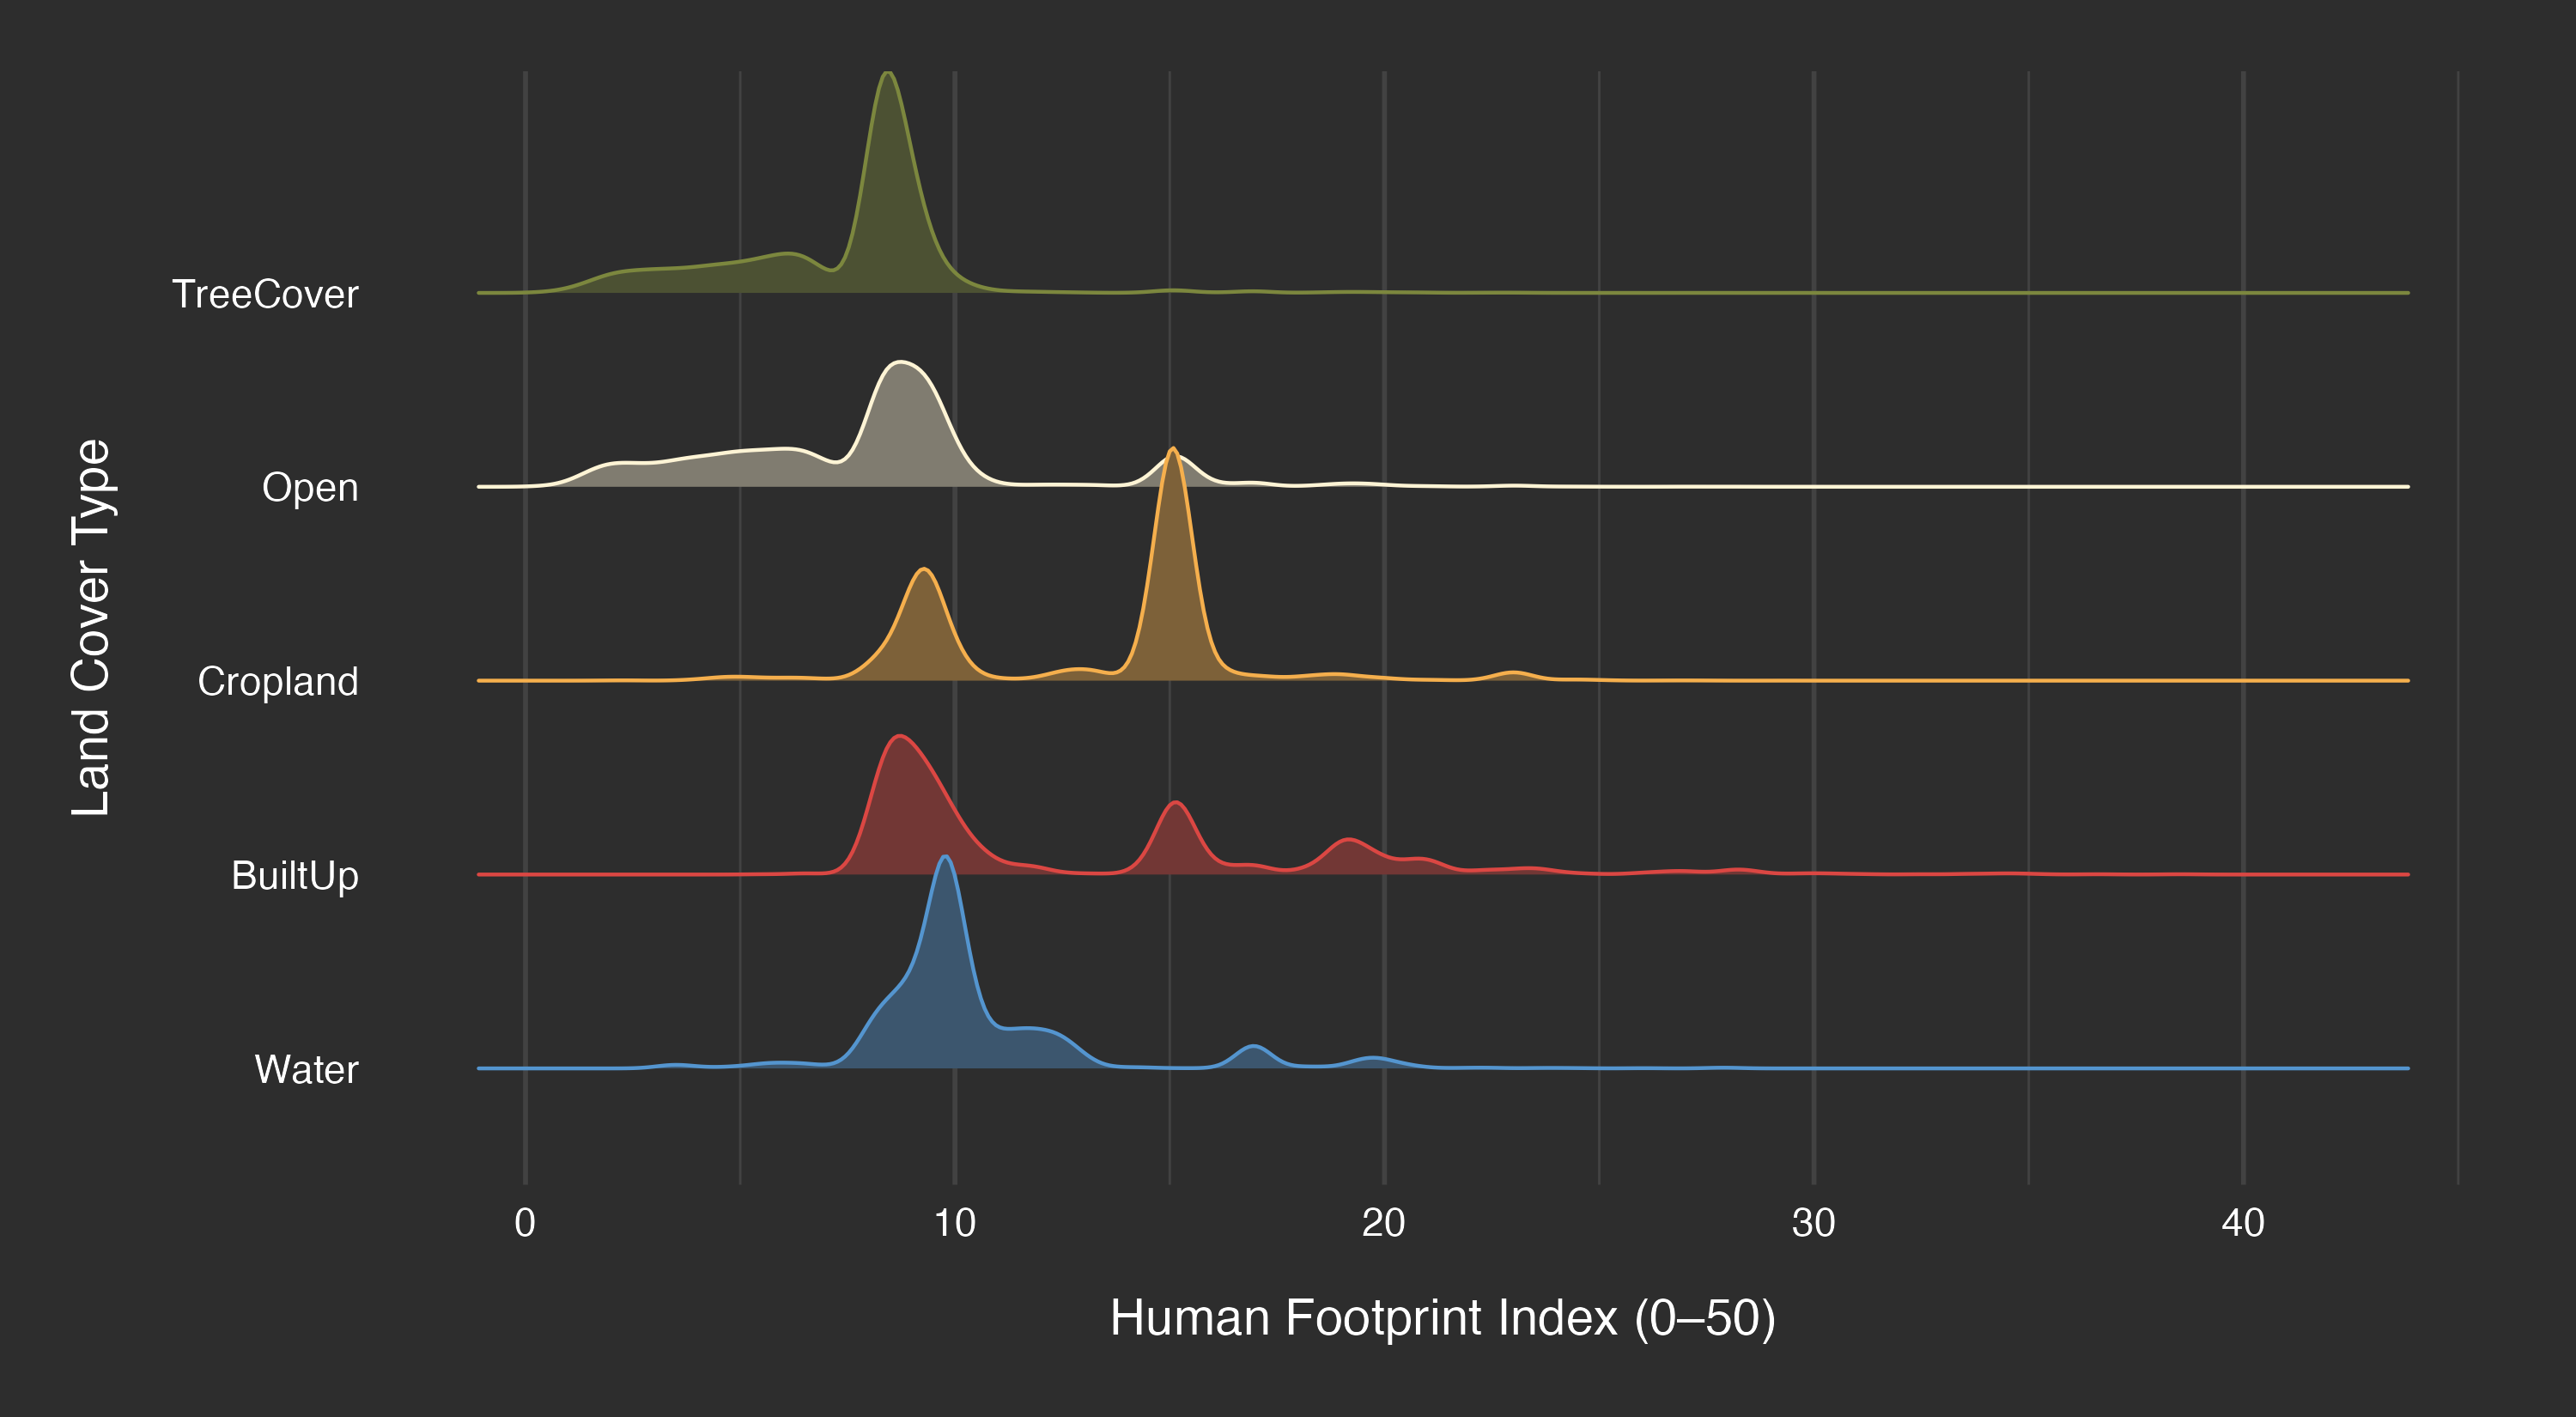 Land Cover Type
TreeCover
Open
Cropland
BuiltUp
Water
0 10 20 30 40
Human Footprint Index (0–50)